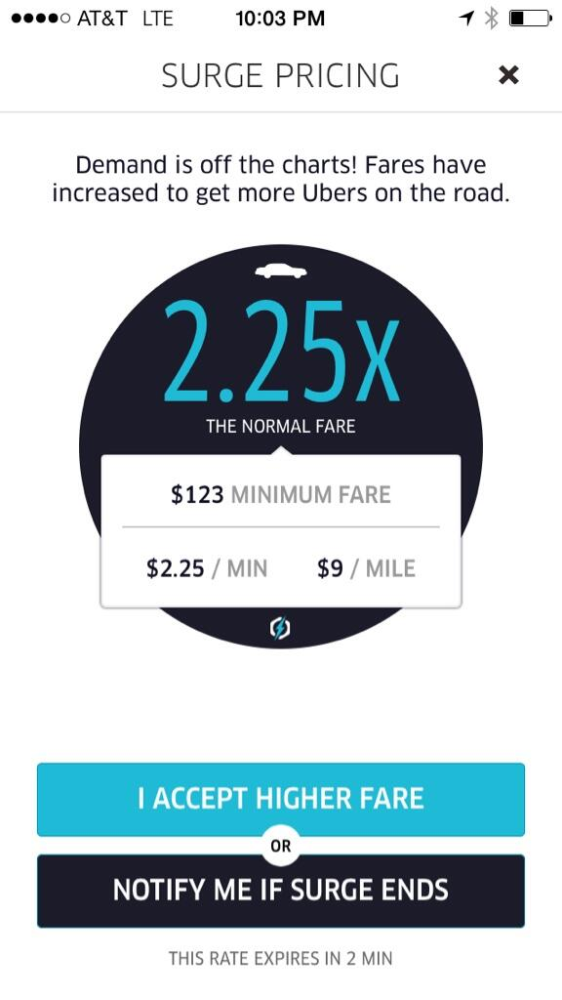 AT&T LTE 10:03 PM
SURGE PRICING
Demand is off the charts! Fares have
increased to get more Ubers on the road.
2.25x
THE NORMAL FARE
$123 MINIMUM FARE
$2.25 / MIN $9 / MILE
I ACCEPT HIGHER FARE
OR
NOTIFY ME IF SURGE ENDS
THIS RATE EXPIRES IN 2 MIN